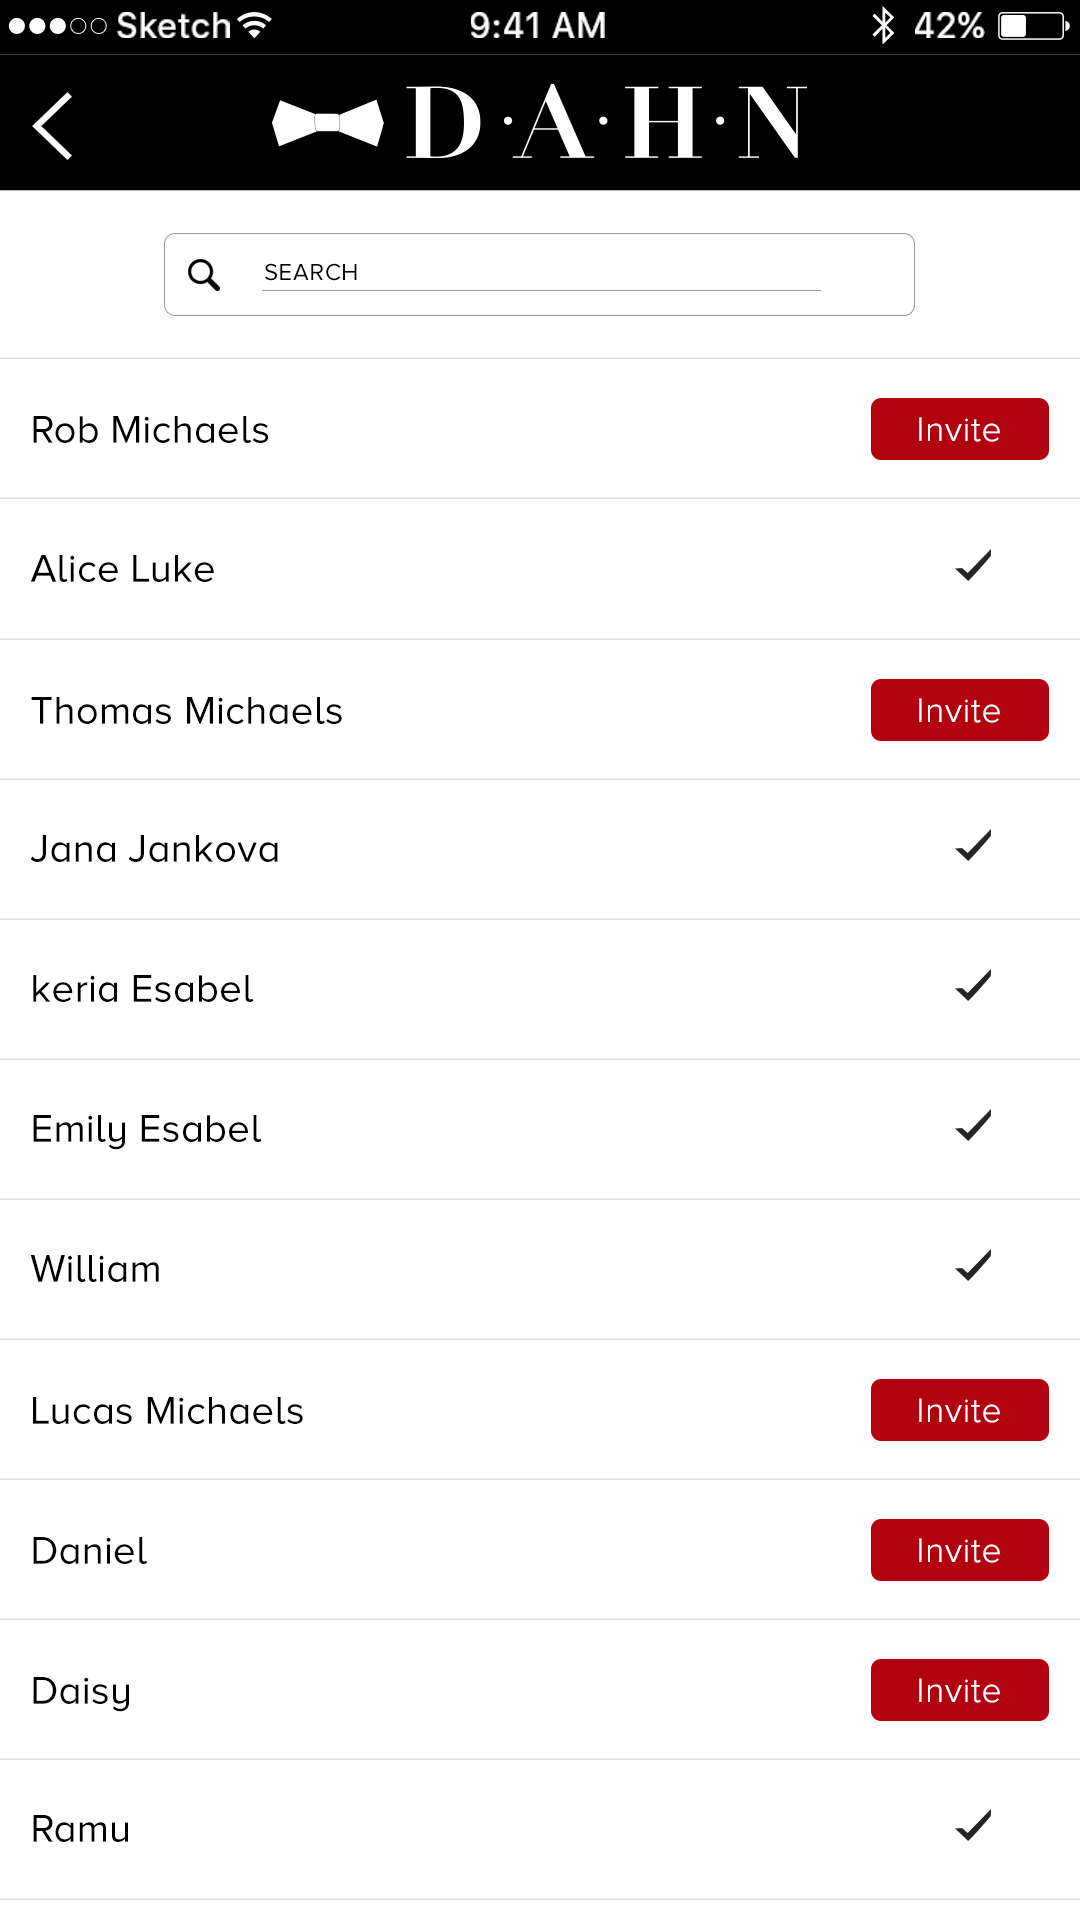 Sketch 9:41 AM 42%
D·A·H·N
SEARCH
Rob Michaels Invite
Alice Luke
Thomas Michaels Invite
Jana Jankova
keria Esabel
Emily Esabel
William
Lucas Michaels Invite
Daniel Invite
Daisy Invite
Ramu